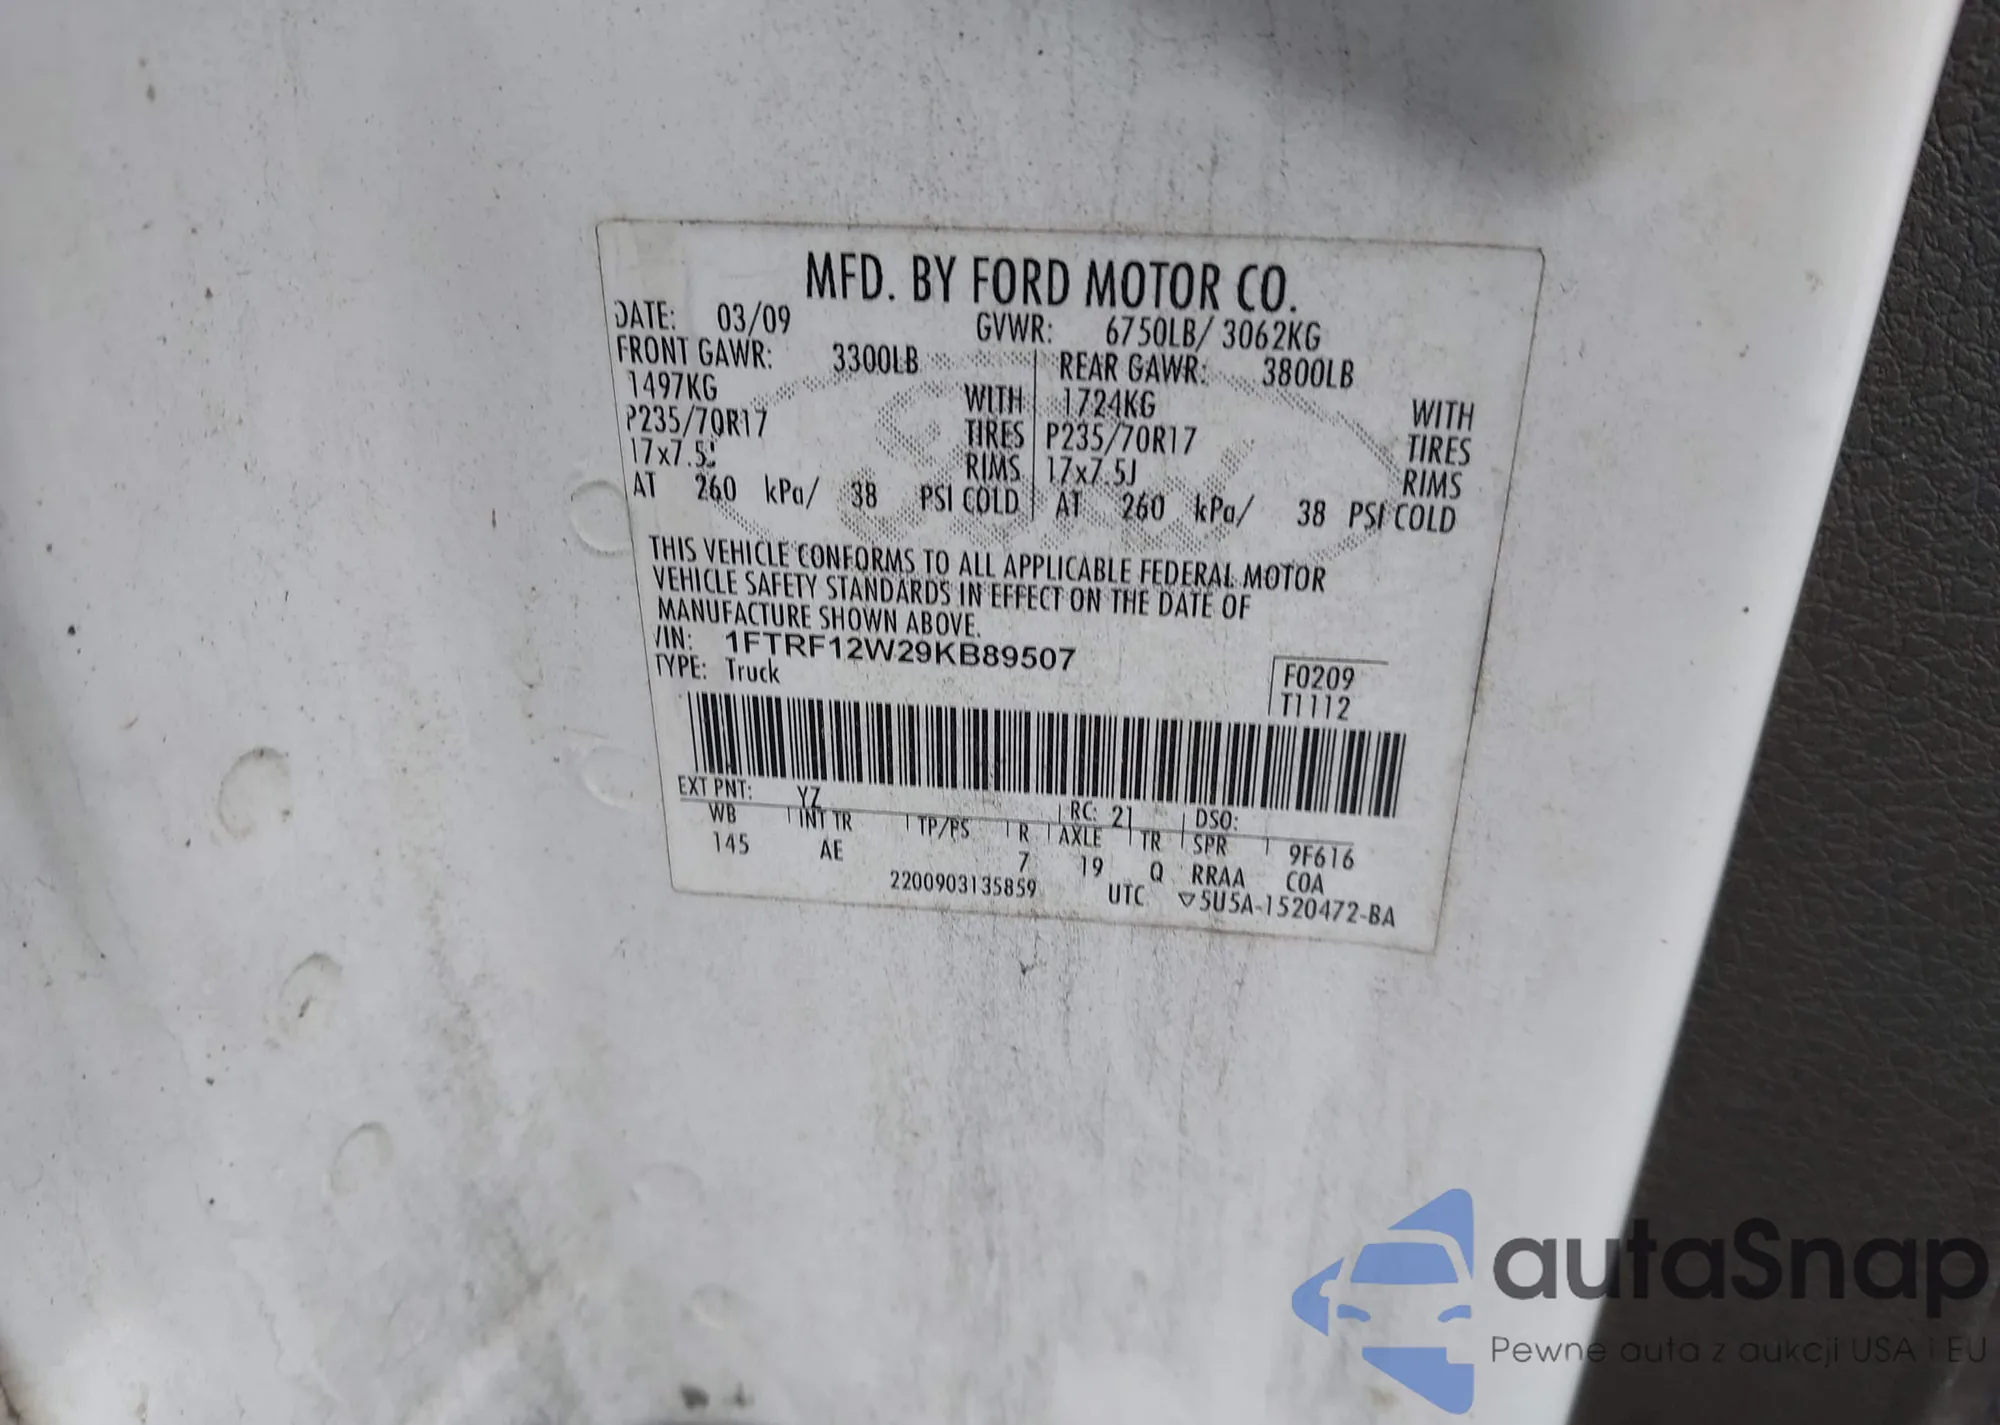 MFD. BY FORD MOTOR CO.
DATE: 03/09 GVWR: 6750LB/ 3062KG
FRONT GAWR: 3300LB REAR GAWR: 3800LB
1497KG WITH 1724KG WITH
P235/70R17 TIRES P235/70R17 TIRES
17x7.5J RIMS 17x7.5J RIMS
AT 260 kPa/ 38 PSI COLD AT 260 kPa/ 38 PSI COLD
THIS VEHICLE CONFORMS TO ALL APPLICABLE FEDERAL MOTOR
VEHICLE SAFETY STANDARDS IN EFFECT ON THE DATE OF
MANUFACTURE SHOWN ABOVE.
VIN: 1FTRF12W29KB89507
TYPE: Truck F0209
T1112
EXT PNT: YZ RC: 21 DSO:
WB INT TR TP/PS R AXLE TR SPR 9F616
145 AE 7 19 Q RRAA COA
2200903135859 UTC ▽5U5A-1520472-BA
autaSnap
Pewne auta z aukcji USA i EU